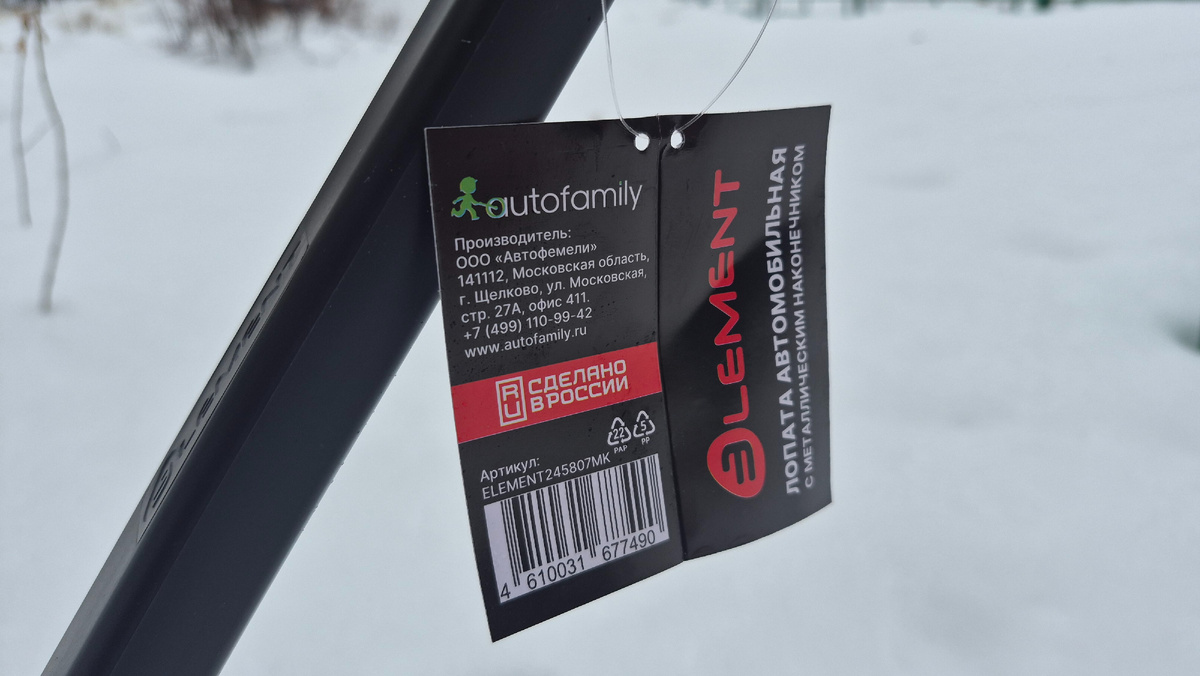 autofamily
Производитель:
ООО «Автофемели»
141112, Московская область,
г. Щелково, ул. Московская,
стр. 27А, офис 411.
+7 (499) 110-99-42
www.autofamily.ru
RU
СДЕЛАНО
В РОССИИ
22
PAP
5
PP
Артикул:
ELEMENT245807MK
4 610031 677490
ELEMENT
ЛОПАТА АВТОМОБИЛЬНАЯ
С МЕТАЛЛИЧЕСКИМ НАКОНЕЧНИКОМ
ELEMENT